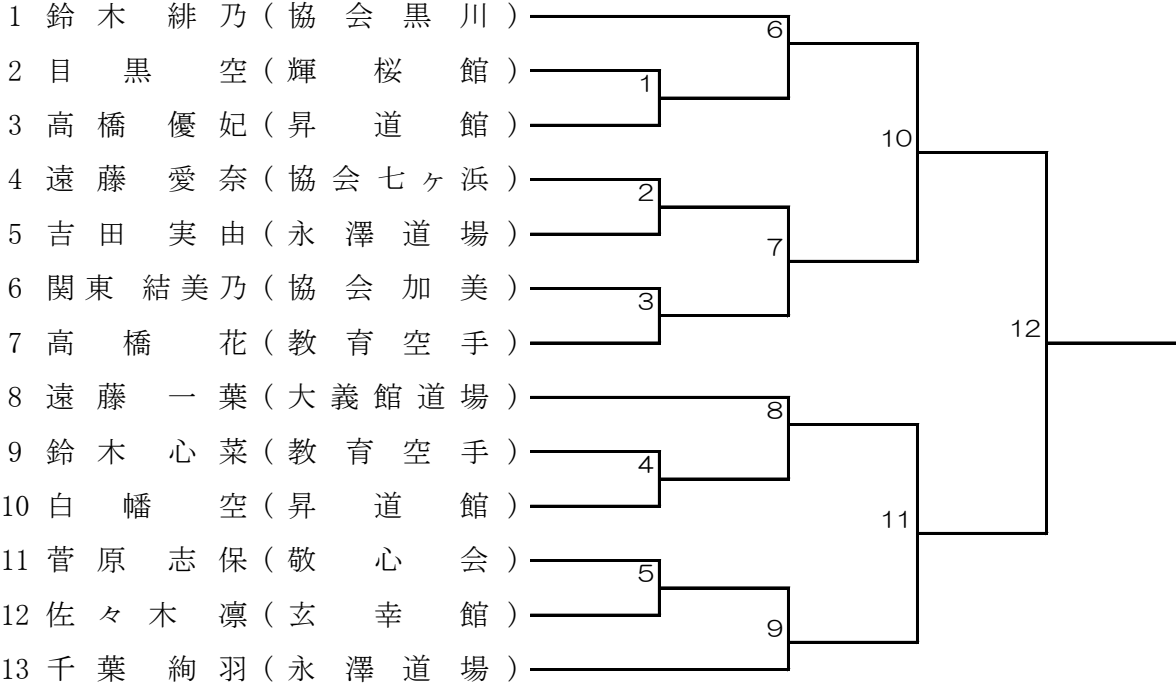 1 鈴木 緋乃(協会黒川)
6
2 目黒 空(輝桜館)
1
3 高橋 優妃(昇道館)
10
4 遠藤 愛奈(協会七ヶ浜)
2
5 吉田 実由(永澤道場)
7
6 関東 結美乃(協会加美)
3
7 高橋 花(教育空手)
12
8 遠藤 一葉(大義館道場)
8
9 鈴木 心菜(教育空手)
4
10 白幡 空(昇道館)
11
11 菅原 志保(敬心会)
5
12 佐々木 凛(玄幸館)
9
13 千葉 絢羽(永澤道場)